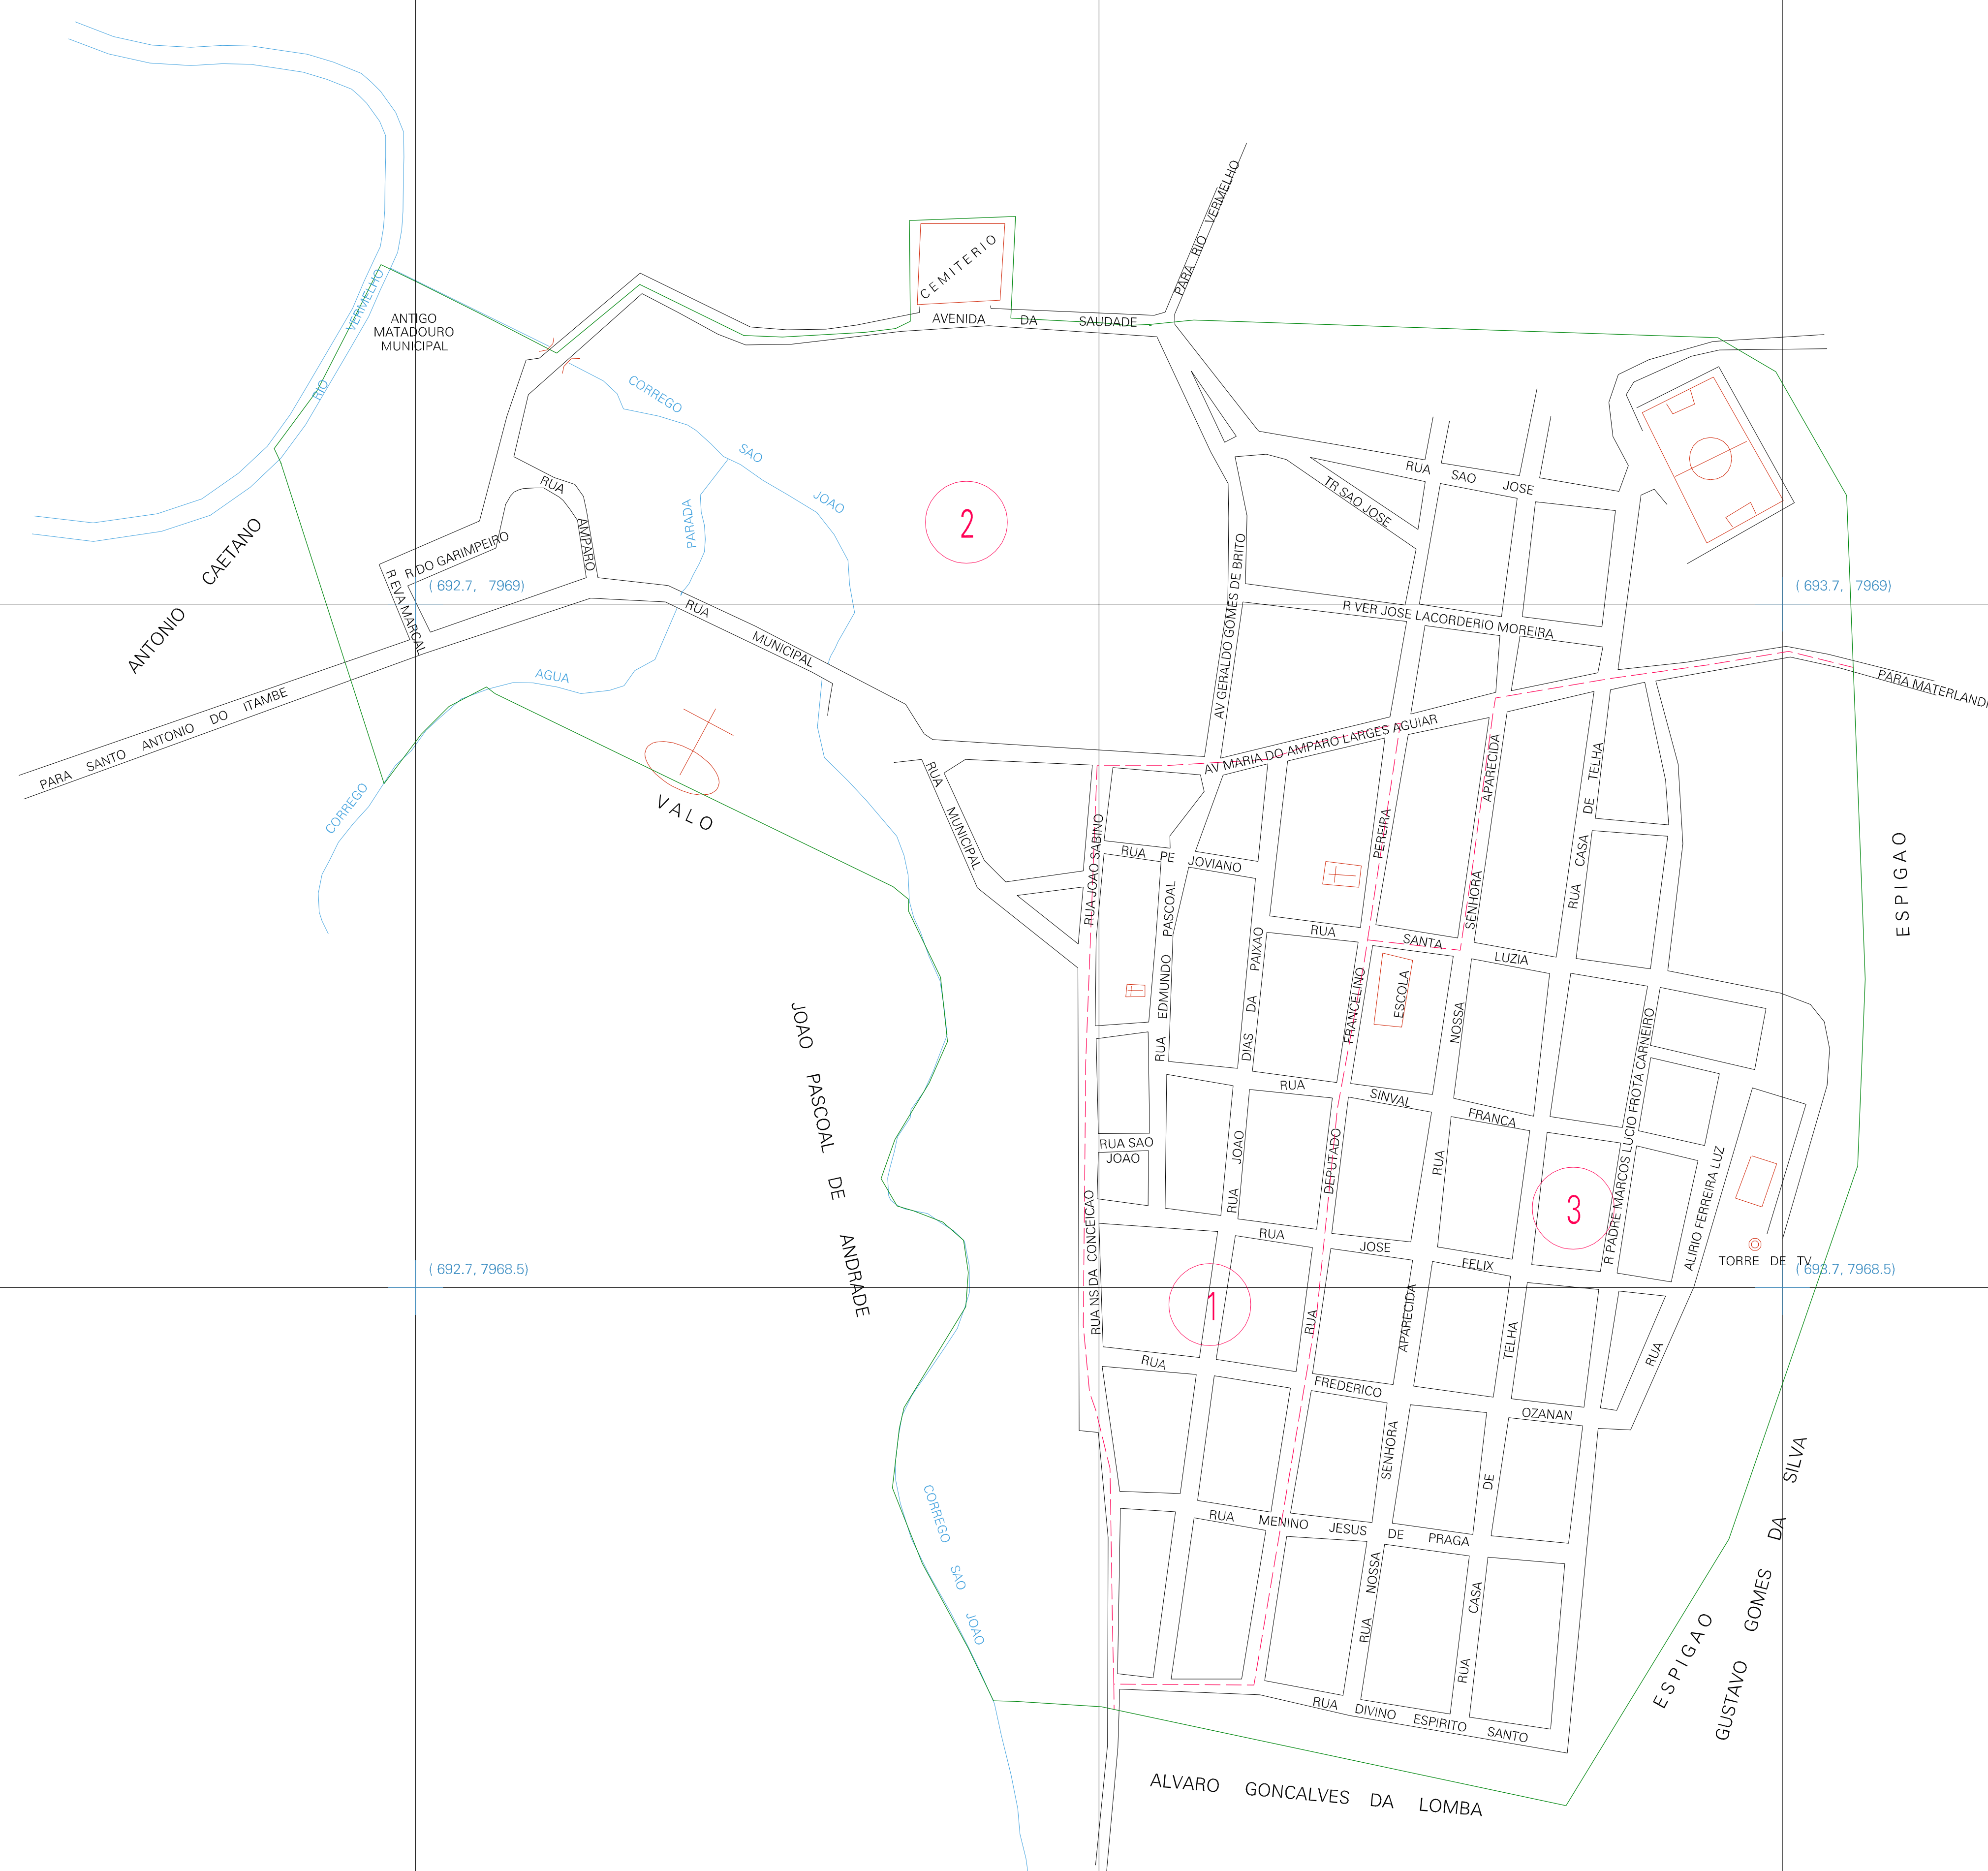 PARA RIO VERMELHO
CEMITERIO
AVENIDA DA SAUDADE
RIO VERMELHO
ANTIGO
MATADOURO
MUNICIPAL
CORREGO SAO JOAO
RUA SAO JOSE
TR SAO JOSE
RUA AMPARO
PARADA
2
R DO GARIMPEIRO
ANTONIO CAETANO
R EVA MARCAL
( 692.7, 7969)
( 693.7, 7969)
AV GERALDO GOMES DE BRITO
R VER JOSE LACORDERIO MOREIRA
RUA MUNICIPAL
AGUA
PARA SANTO ANTONIO DO ITAMBE
PARA MATERLANDI
AV MARIA DO AMPARO LARGES AGUIAR
CORREGO
VALO
RUA MUNICIPAL
RUA JOAO SABINO
RUA PE JOVIANO
RUA EDMUNDO PASCOAL
RUA JOAO DIAS DA PAIXAO
RUA DEPUTADO FRANCELINO PEREIRA
RUA NOSSA SENHORA APARECIDA
RUA CASA DE TELHA
ESPIGAO
RUA SANTA LUZIA
ESCOLA
JOAO PASCOAL DE ANDRADE
RUA SINVAL FRANCA
R PADRE MARCOS LUCIO FROTA CARNEIRO
RUA SAO
JOAO
RUA NS DA CONCEICAO
3
RUA ALIRIO FERREIRA LUZ
TORRE DE TV
RUA JOSE FELIX
( 692.7, 7968.5)
( 693.7, 7968.5)
1
APARECIDA
TELHA
RUA FREDERICO OZANAN
SENHORA
DE
CORREGO SAO JOAO
RUA MENINO JESUS DE PRAGA
RUA NOSSA
RUA CASA
RUA DIVINO ESPIRITO SANTO
ESPIGAO
GUSTAVO GOMES DA SILVA
ALVARO GONCALVES DA LOMBA